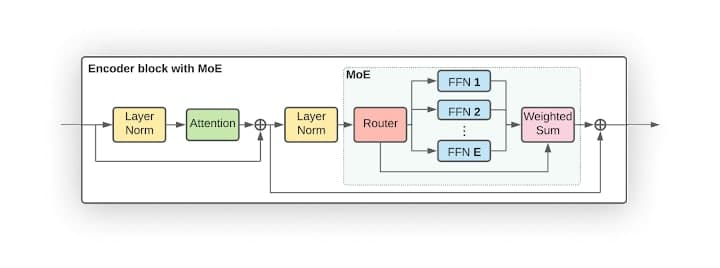 Encoder block with MoE
MoE
Layer
Norm
Attention
Layer
Norm
Router
FFN 1
FFN 2
⋮
FFN E
Weighted
Sum